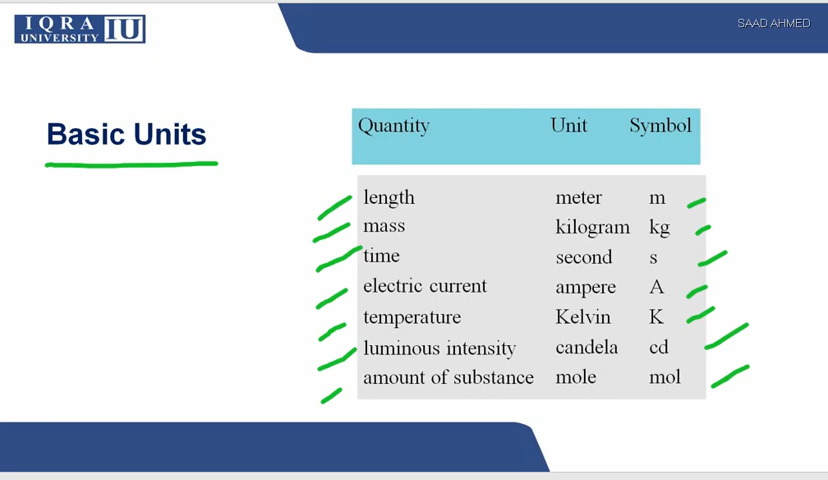 IQRA
UNIVERSITY IU
SAAD AHMED
Basic Units
Quantity Unit Symbol
length meter m
mass kilogram kg
time second s
electric current ampere A
temperature Kelvin K
luminous intensity candela cd
amount of substance mole mol